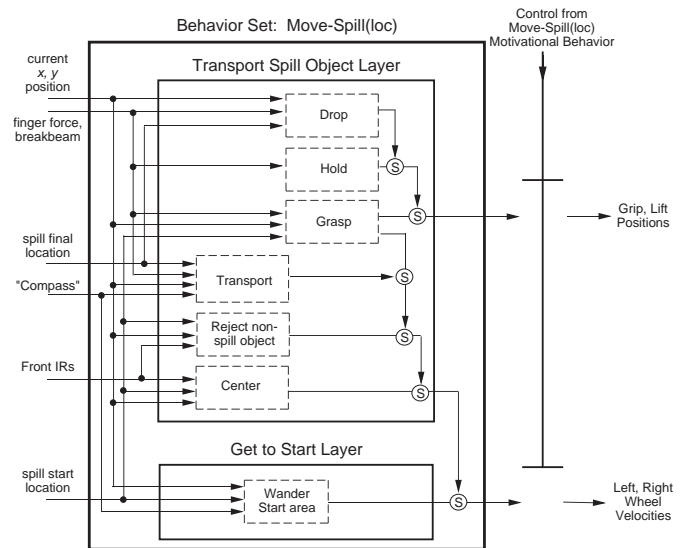 Behavior Set: Move-Spill(loc)
Control from
Move-Spill(loc)
Motivational Behavior
current
x, y
position
finger force,
breakbeam
Transport Spill Object Layer
Drop
S
Hold
S
Grasp
S
Grip, Lift
Positions
spill final
location
Transport
S
"Compass"
Reject non-
spill object
S
Front IRs
Center
S
Get to Start Layer
spill start
location
Wander
Start area
S
Left, Right
Wheel
Velocities